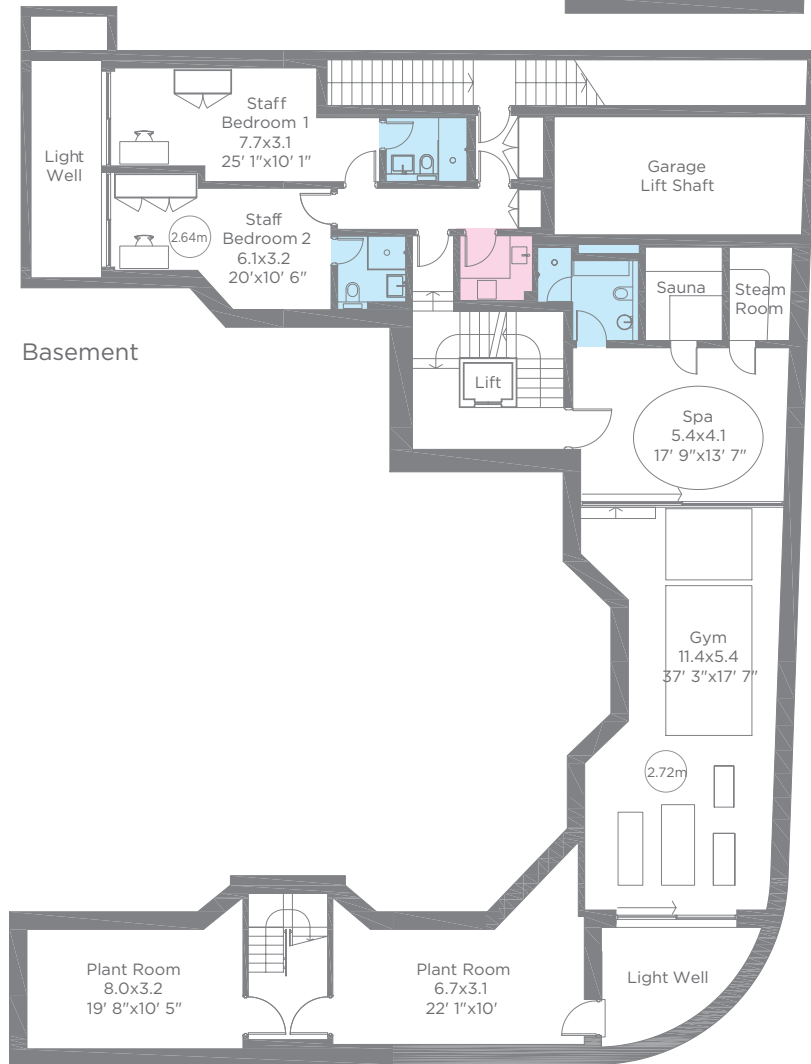 Staff
Bedroom 1
7.7x3.1
25' 1"x10' 1"
Light
Well
Garage
Lift Shaft
2.64m
Staff
Bedroom 2
6.1x3.2
20'x10' 6"
Sauna
Steam
Room
Basement
Lift
Spa
5.4x4.1
17' 9"x13' 7"
Gym
11.4x5.4
37' 3"x17' 7"
2.72m
Plant Room
8.0x3.2
19' 8"x10' 5"
Plant Room
6.7x3.1
22' 1"x10'
Light Well